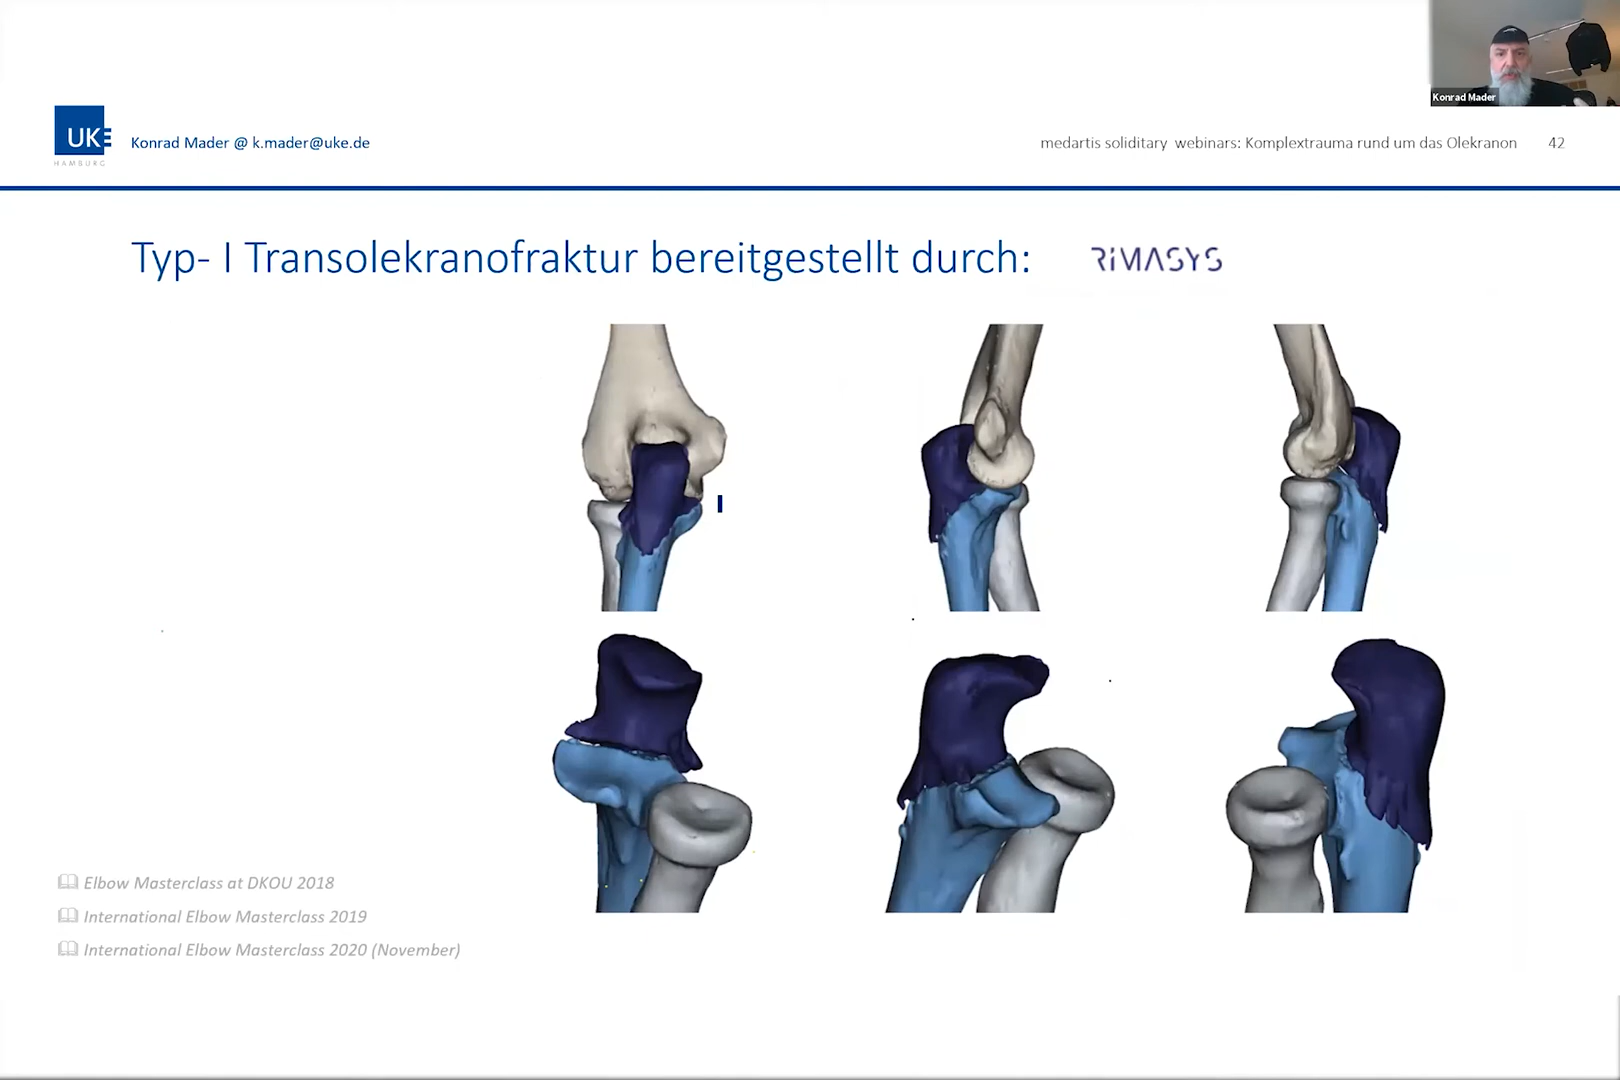 Konrad Mader
UKE
HAMBURG
Konrad Mader @ k.mader@uke.de
medartis soliditary webinars: Komplextrauma rund um das Olekranon 42
Typ- I Transolekranofraktur bereitgestellt durch: RIMASYS
I
Elbow Masterclass at DKOU 2018
International Elbow Masterclass 2019
International Elbow Masterclass 2020 (November)